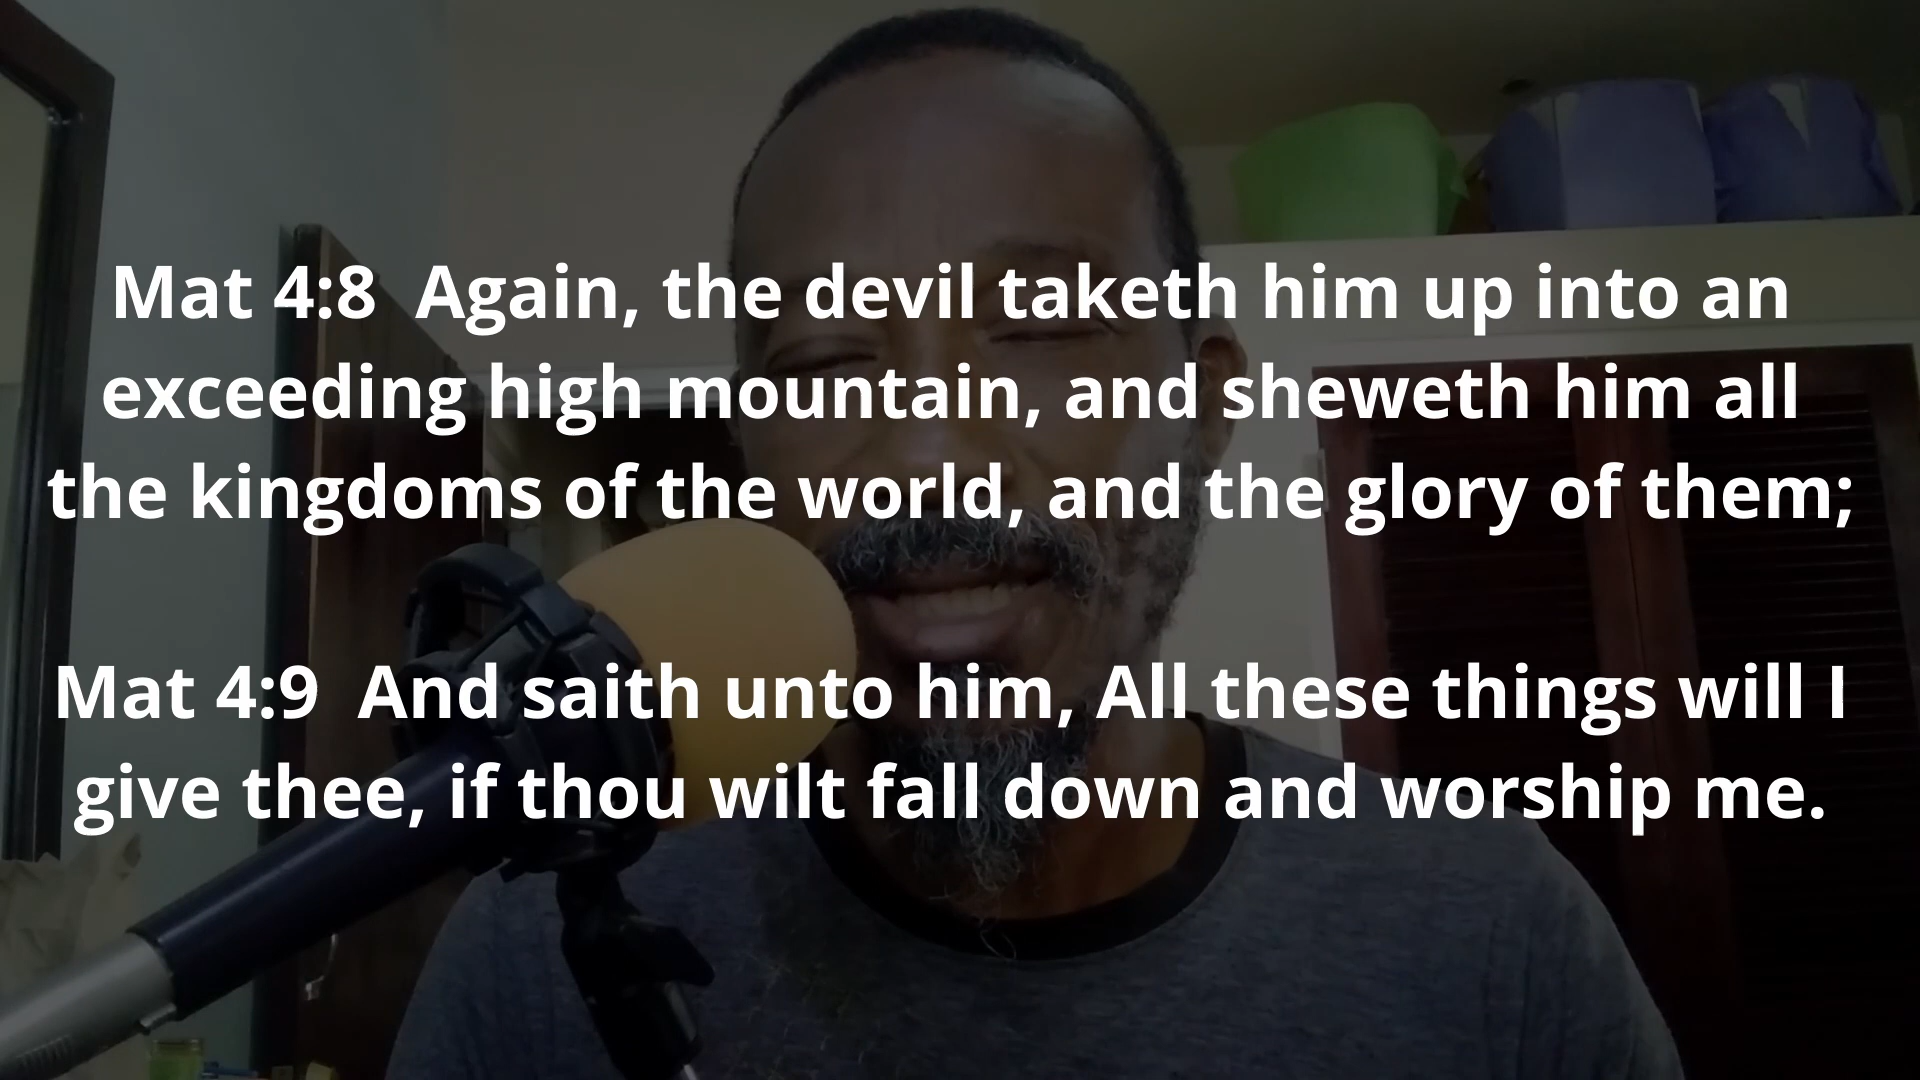 Mat 4:8  Again, the devil taketh him up into an
exceeding high mountain, and sheweth him all
the kingdoms of the world, and the glory of them;
Mat 4:9  And saith unto him, All these things will I
give thee, if thou wilt fall down and worship me.